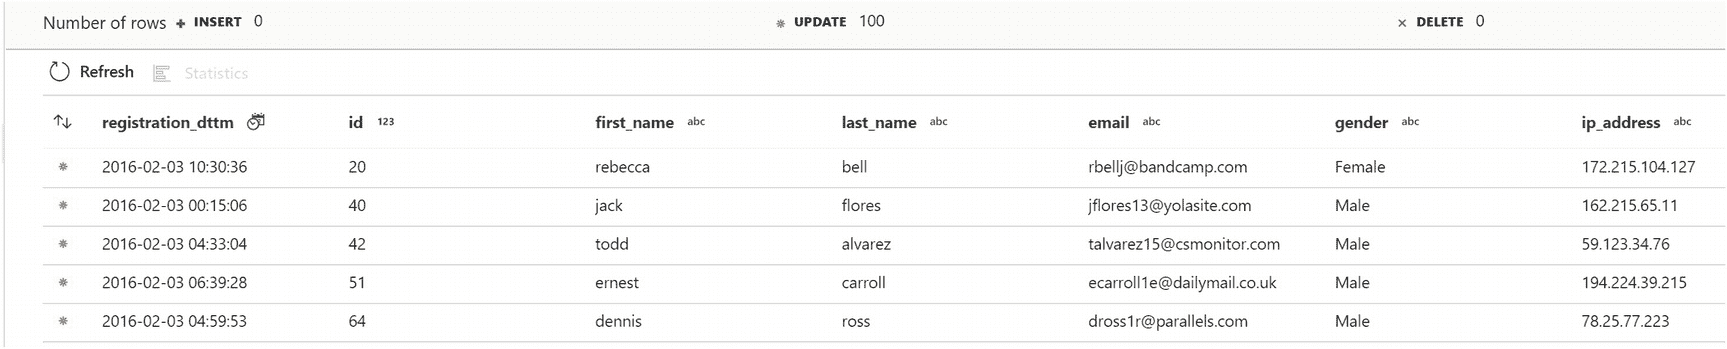 Number of rows + INSERT 0 UPDATE 100 × DELETE 0
Refresh Statistics
registration_dttm id 123 first_name abc last_name abc email abc gender abc ip_address abc
2016-02-03 10:30:36 20 rebecca bell rbellj@bandcamp.com Female 172.215.104.127
2016-02-03 00:15:06 40 jack flores jflores13@yolasite.com Male 162.215.65.11
2016-02-03 04:33:04 42 todd alvarez talvarez15@csmonitor.com Male 59.123.34.76
2016-02-03 06:39:28 51 ernest carroll ecarroll1e@dailymail.co.uk Male 194.224.39.215
2016-02-03 04:59:53 64 dennis ross dross1r@parallels.com Male 78.25.77.223